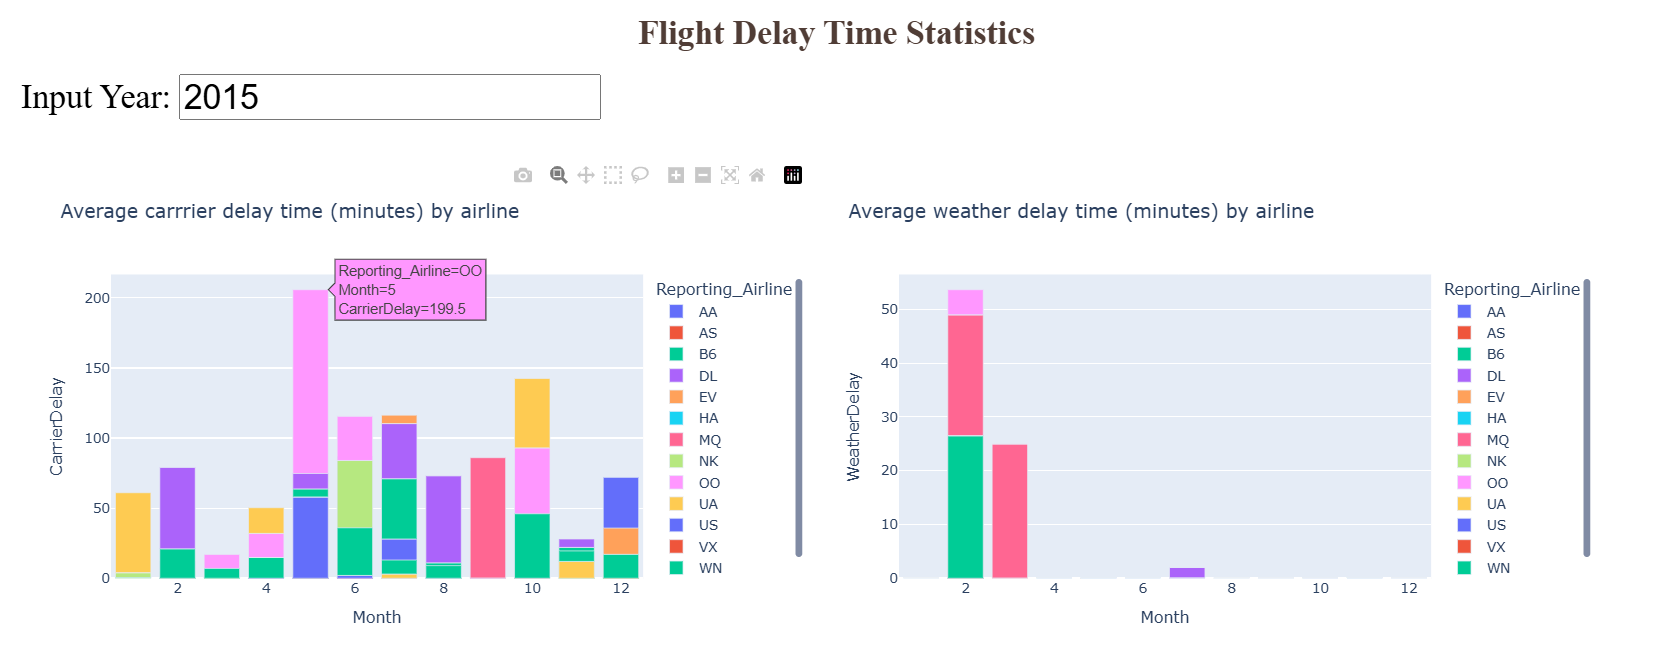 Flight Delay Time Statistics
Input Year: 2015
Average carrrier delay time (minutes) by airline
CarrierDelay
200
150
100
50
0
2 4 6 8 10 12
Month
Reporting_Airline=OO
Month=5
CarrierDelay=199.5
Reporting_Airline
AA
AS
B6
DL
EV
HA
MQ
NK
OO
UA
US
VX
WN
Average weather delay time (minutes) by airline
WeatherDelay
50
40
30
20
10
0
2 4 6 8 10 12
Month
Reporting_Airline
AA
AS
B6
DL
EV
HA
MQ
NK
OO
UA
US
VX
WN